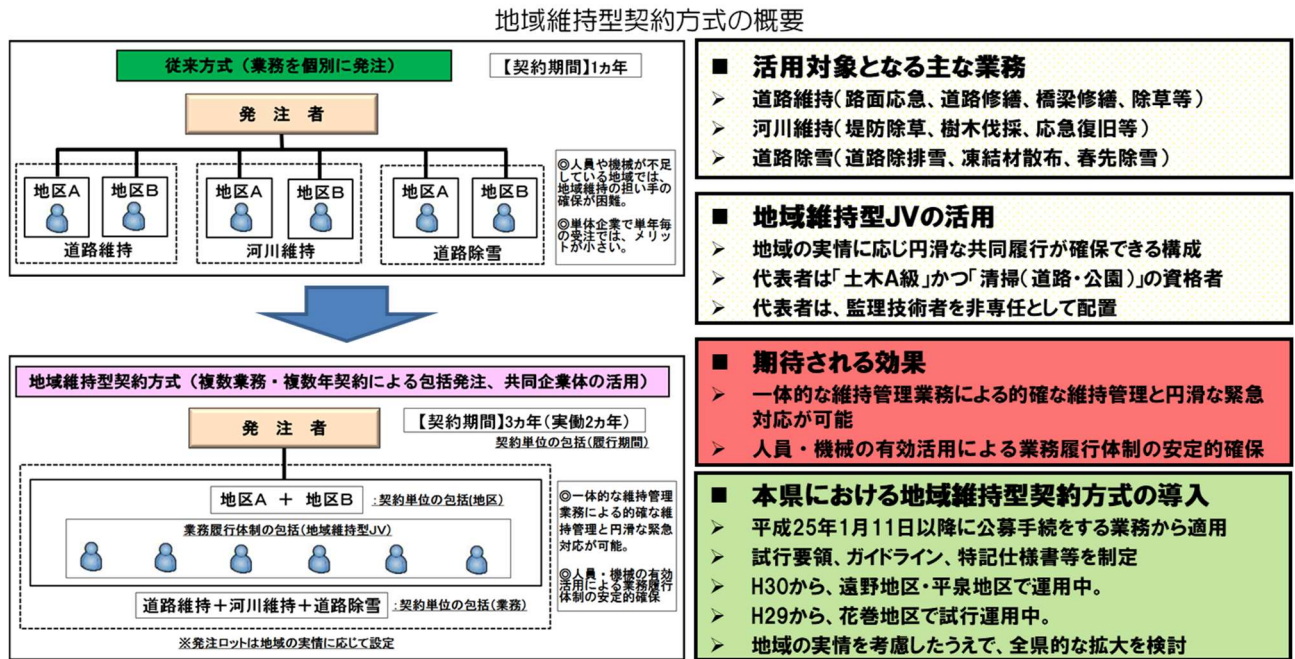 地域維持型契約方式の概要
従来方式（業務を個別に発注）
【契約期間】1ヵ年
発 注 者
地区A
地区B
地区A
地区B
地区A
地区B
道路維持
河川維持
道路除雪
◎人員や機械が不足
している地域では、
地域維持の担い手の
確保が困難。
◎単体企業で単年毎
の受注では、メリッ
トが小さい。
地域維持型契約方式（複数業務・複数年契約による包括発注、共同企業体の活用）
発 注 者
【契約期間】3ヵ年（実働2ヵ年）
契約単位の包括（履行期間）
地区A ＋ 地区B
：契約単位の包括(地区)
業務履行体制の包括(地域維持型JV)
道路維持＋河川維持＋道路除雪
：契約単位の包括（業務）
※発注ロットは地域の実情に応じて設定
◎一体的な維持管理
業務による的確な維
持管理と円滑な緊急
対応が可能。
◎人員・機械の有効
活用による業務履行
体制の安定的確保
■ 活用対象となる主な業務
➢ 道路維持（路面応急、道路修繕、橋梁修繕、除草等）
➢ 河川維持（堤防除草、樹木伐採、応急復旧等）
➢ 道路除雪（道路除排雪、凍結材散布、春先除雪）
■ 地域維持型JVの活用
➢ 地域の実情に応じ円滑な共同履行が確保できる構成
➢ 代表者は「土木A級」かつ「清掃（道路・公園）」の資格者
➢ 代表者は、監理技術者を非専任として配置
■ 期待される効果
➢ 一体的な維持管理業務による的確な維持管理と円滑な緊急
対応が可能
➢ 人員・機械の有効活用による業務履行体制の安定的確保
■ 本県における地域維持型契約方式の導入
➢ 平成25年1月11日以降に公募手続をする業務から適用
➢ 試行要領、ガイドライン、特記仕様書等を制定
➢ H30から、遠野地区・平泉地区で運用中。
➢ H29から、花巻地区で試行運用中。
➢ 地域の実情を考慮したうえで、全県的な拡大を検討